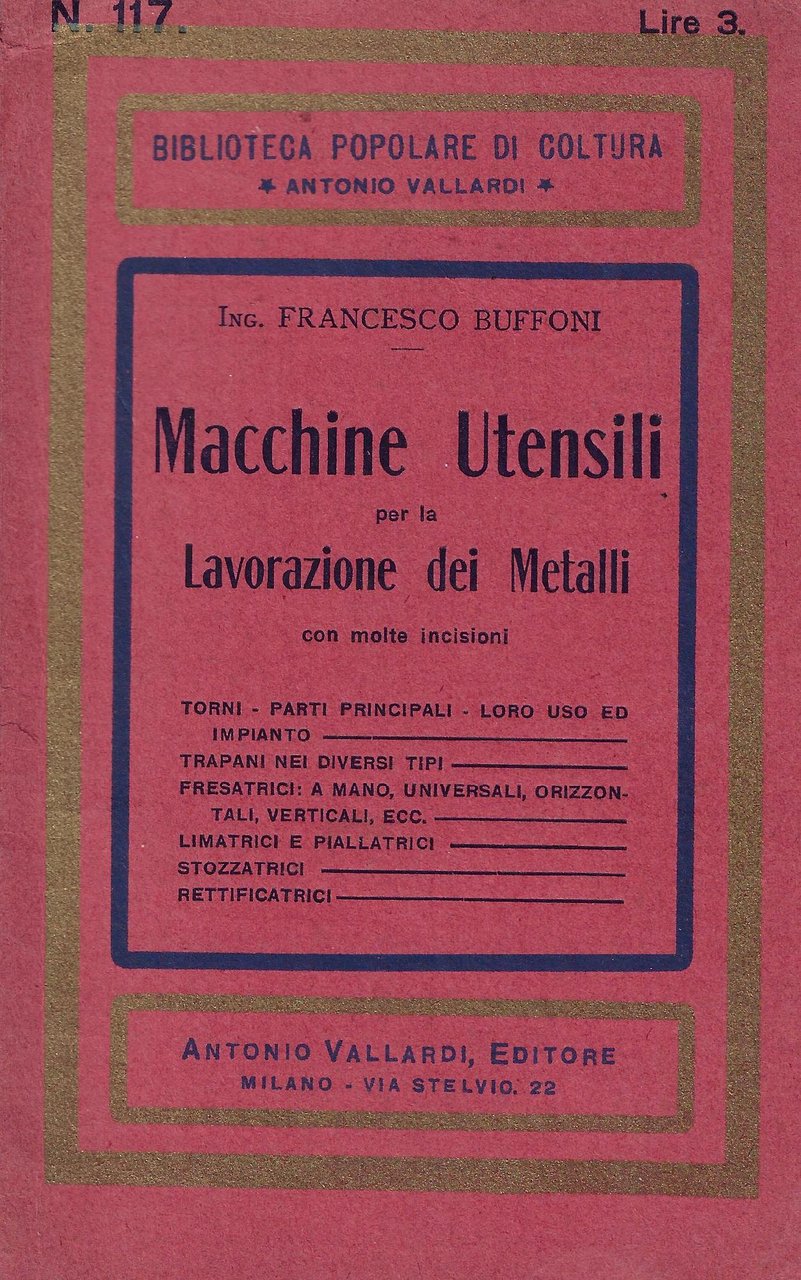 N. 117.
Lire 3.
BIBLIOTECA POPOLARE DI COLTURA
* ANTONIO VALLARDI *
ING. FRANCESCO BUFFONI
Macchine Utensili
per la
Lavorazione dei Metalli
con molte incisioni
TORNI - PARTI PRINCIPALI - LORO USO ED
IMPIANTO
TRAPANI NEI DIVERSI TIPI
FRESATRICI: A MANO, UNIVERSALI, ORIZZON-
TALI, VERTICALI, ECC.
LIMATRICI E PIALLATRICI
STOZZATRICI
RETTIFICATRICI
ANTONIO VALLARDI, EDITORE
MILANO - VIA STELVIO. 22